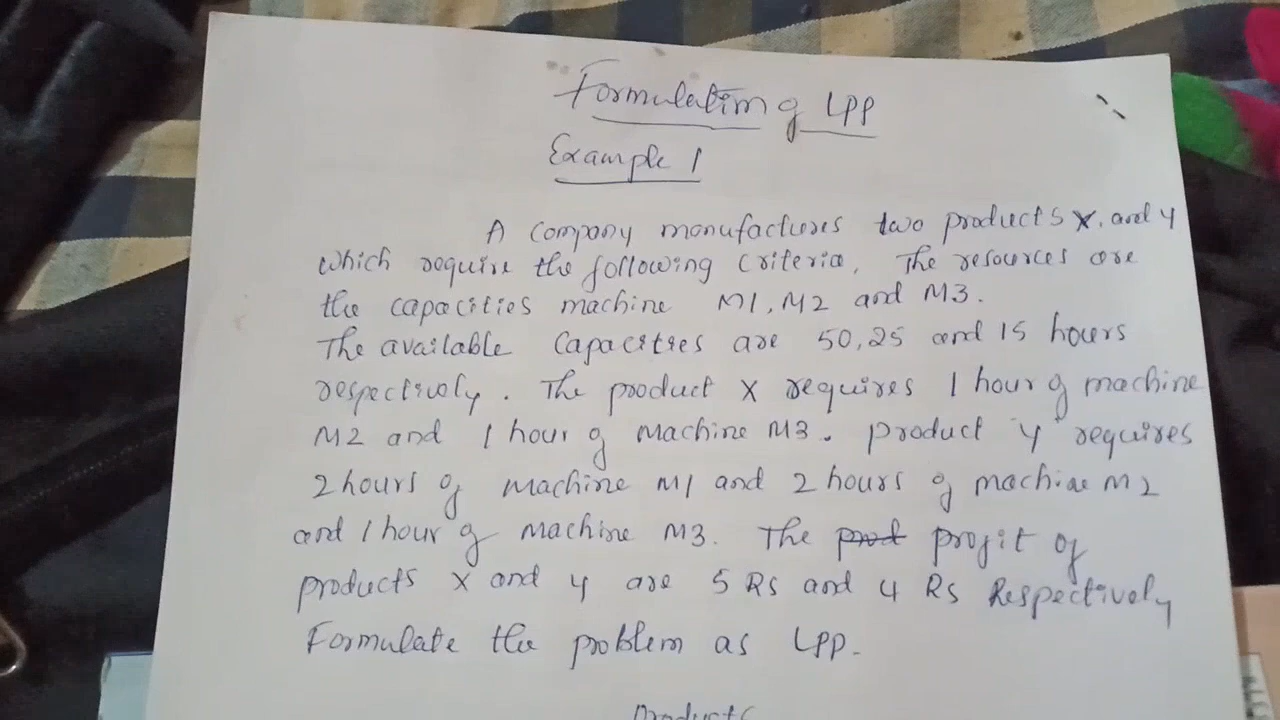 Formulation of LPP
Example 1
A company manufactures two products X, and y
which require the following criteria. The resources are
the capacities machine M1, M2 and M3.
The available capacities are 50, 25 and 15 hours
respectively. The product X requires 1 hour of machine
M2 and 1 hour of machine M3. product y requires
2 hours of machine M1 and 2 hours of machine M2
and 1 hour of machine M3. The prod profit of
products X and y are 5 Rs and 4 Rs Respectively
Formulate the problem as LPP.
Products